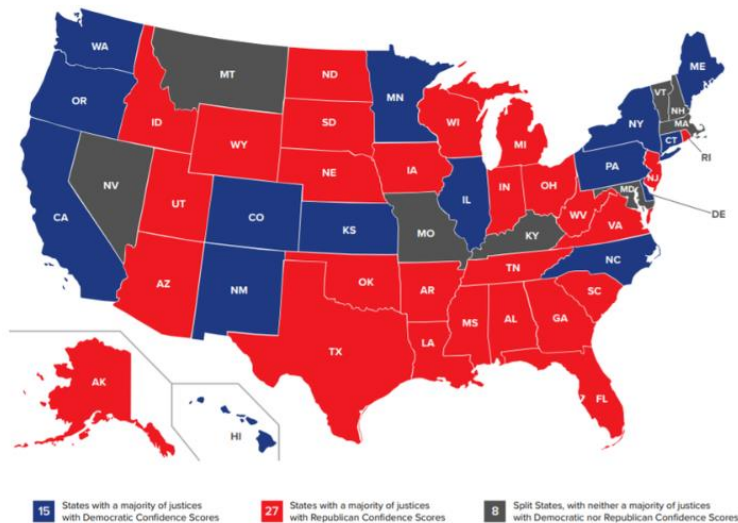 WA
MT
ND
MN
ME
OR
ID
SD
WI
MI
VT
NH
NY
MA
CT
RI
WY
NE
IA
PA
NJ
NV
UT
CO
IL
IN
OH
MD
DE
CA
KS
MO
WV
VA
KY
AZ
NM
OK
AR
TN
NC
SC
TX
LA
MS
AL
GA
FL
AK
HI
15 States with a majority of justices
with Democratic Confidence Scores
27 States with a majority of justices
with Republican Confidence Scores
8 Split States, with neither a majority of justices
with Democratic nor Republican Confidence Scores